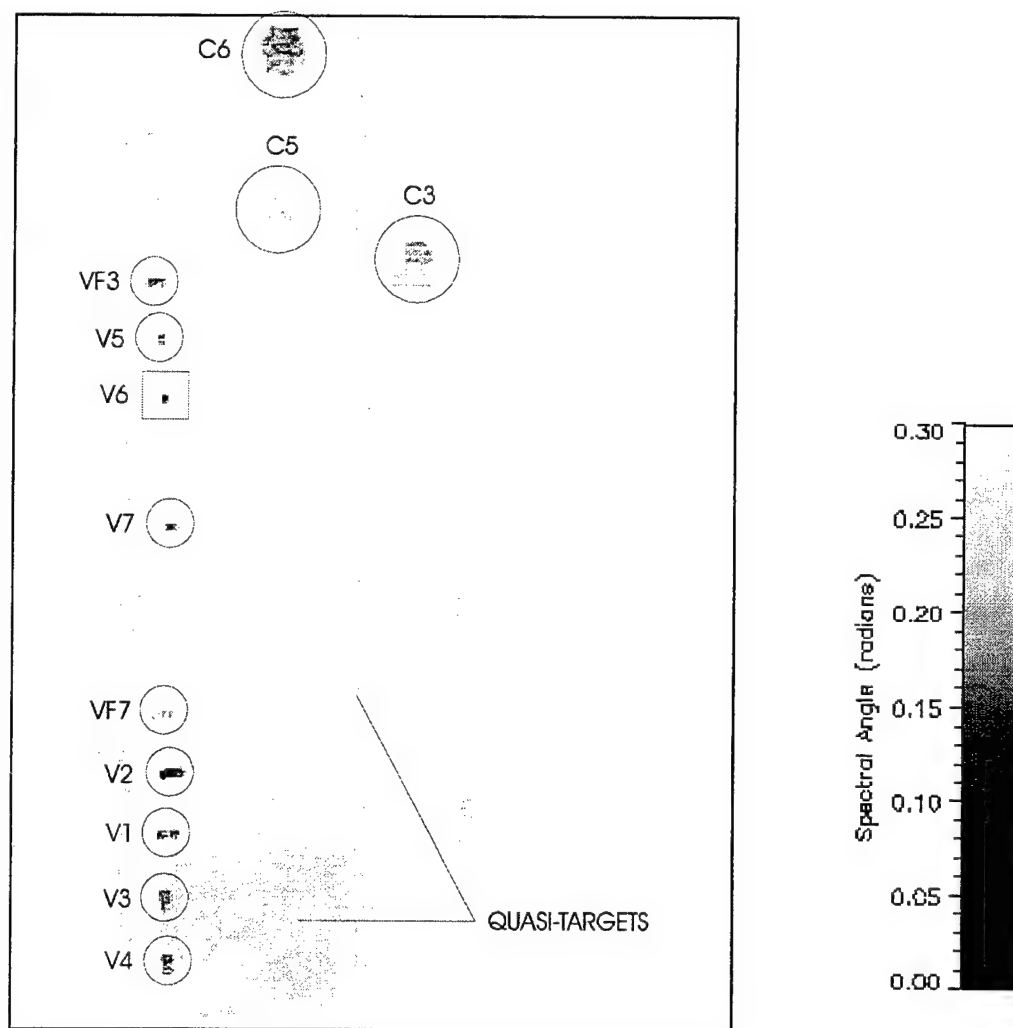 C6
C5
C3
VF3
V5
V6
V7
VF7
V2
V1
V3
V4
QUASI-TARGETS
0.30
0.25
0.20
0.15
0.10
0.05
0.00
Spectral Angle (radians)